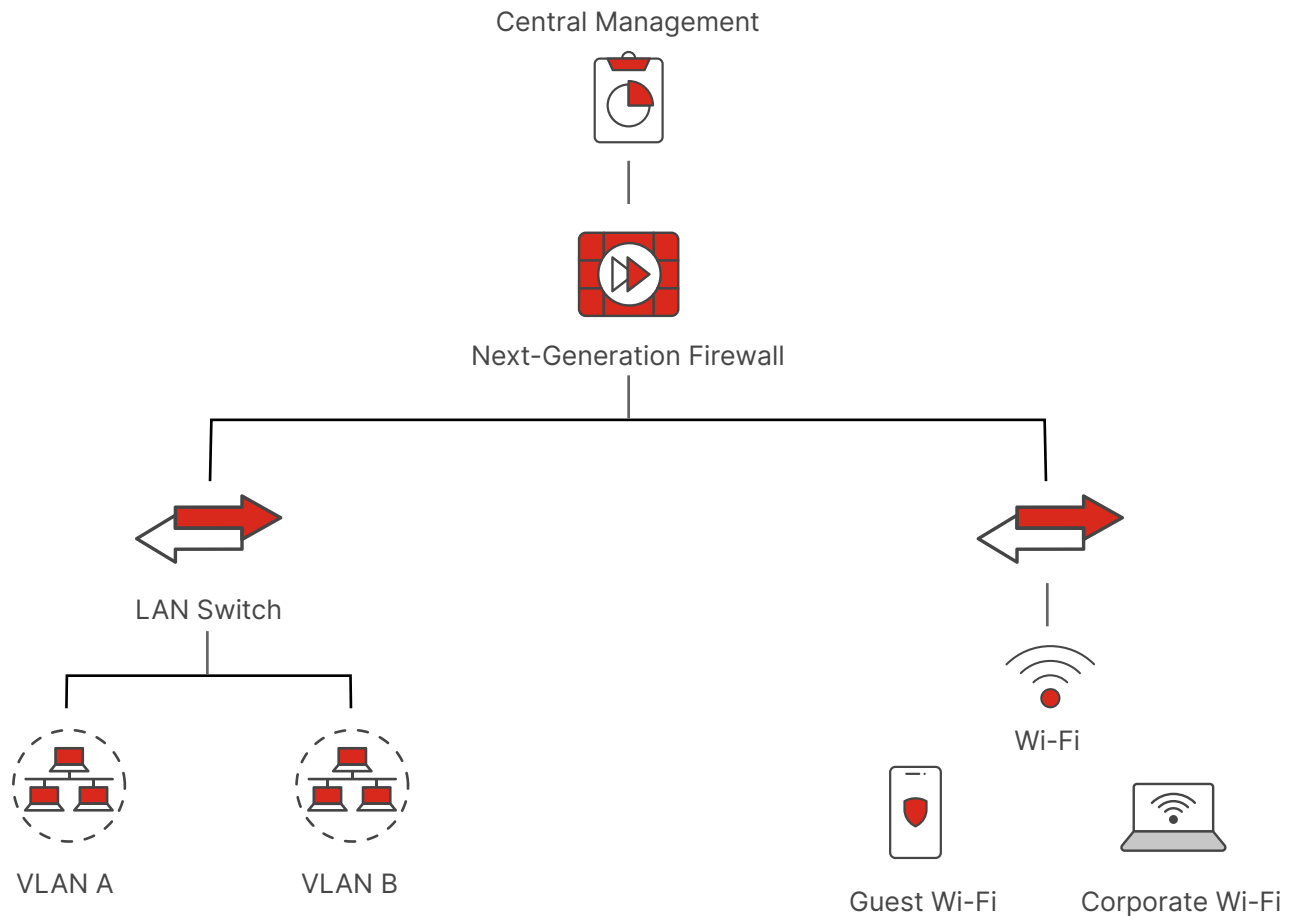 Central Management
Next-Generation Firewall
LAN Switch
Wi-Fi
VLAN A
VLAN B
Guest Wi-Fi
Corporate Wi-Fi